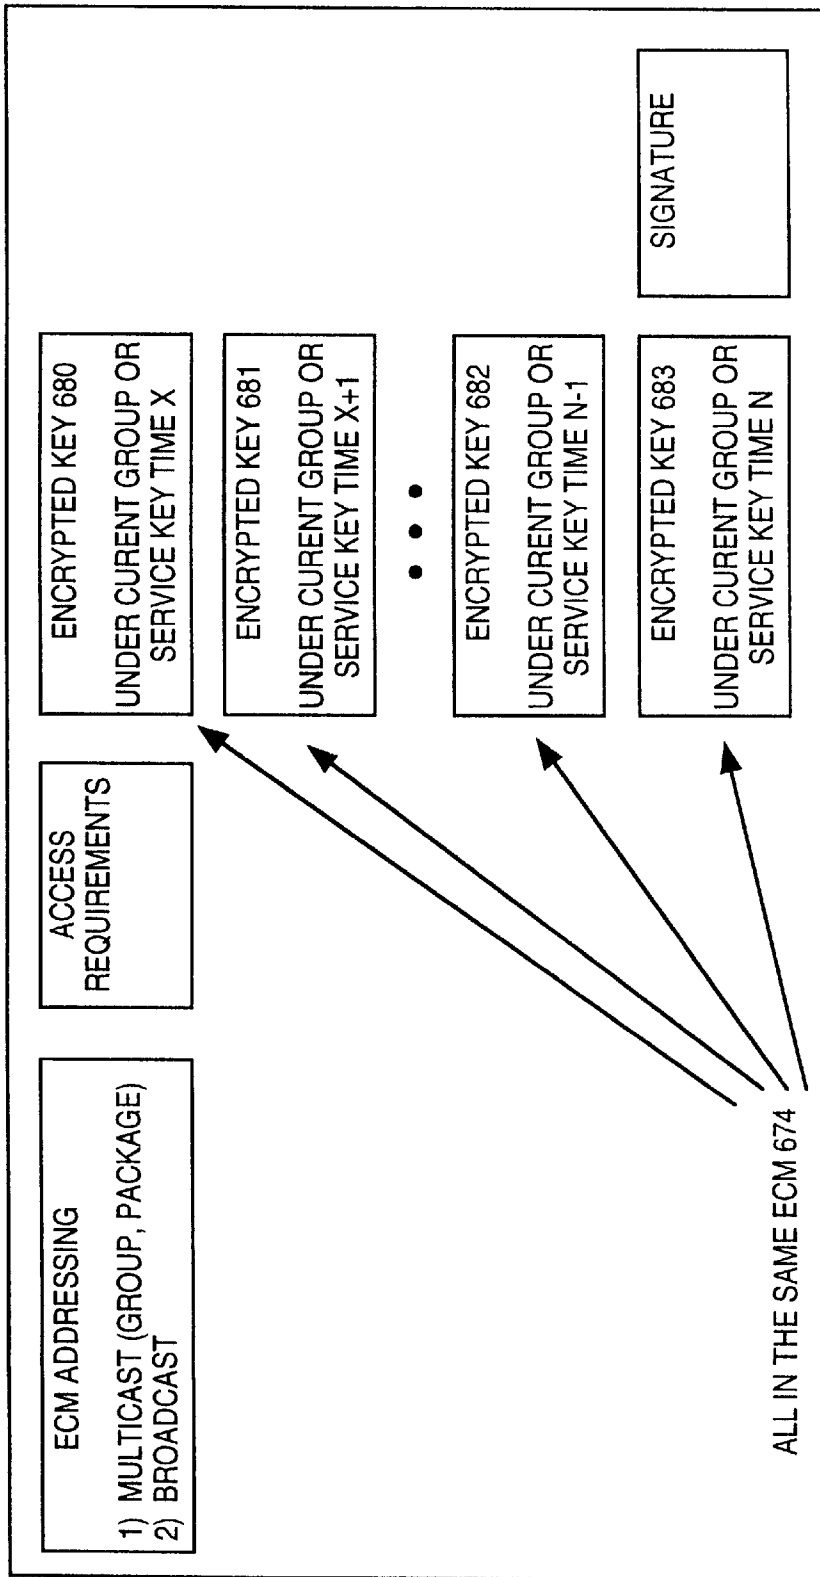 ECM ADDRESSING
1) MULTICAST (GROUP, PACKAGE)
2) BROADCAST
ACCESS
REQUIREMENTS
ENCRYPTED KEY 680
UNDER CURENT GROUP OR
SERVICE KEY TIME X
ENCRYPTED KEY 681
UNDER CURENT GROUP OR
SERVICE KEY TIME X+1
ENCRYPTED KEY 682
UNDER CURENT GROUP OR
SERVICE KEY TIME N-1
ENCRYPTED KEY 683
UNDER CURENT GROUP OR
SERVICE KEY TIME N
SIGNATURE
ALL IN THE SAME ECM 674